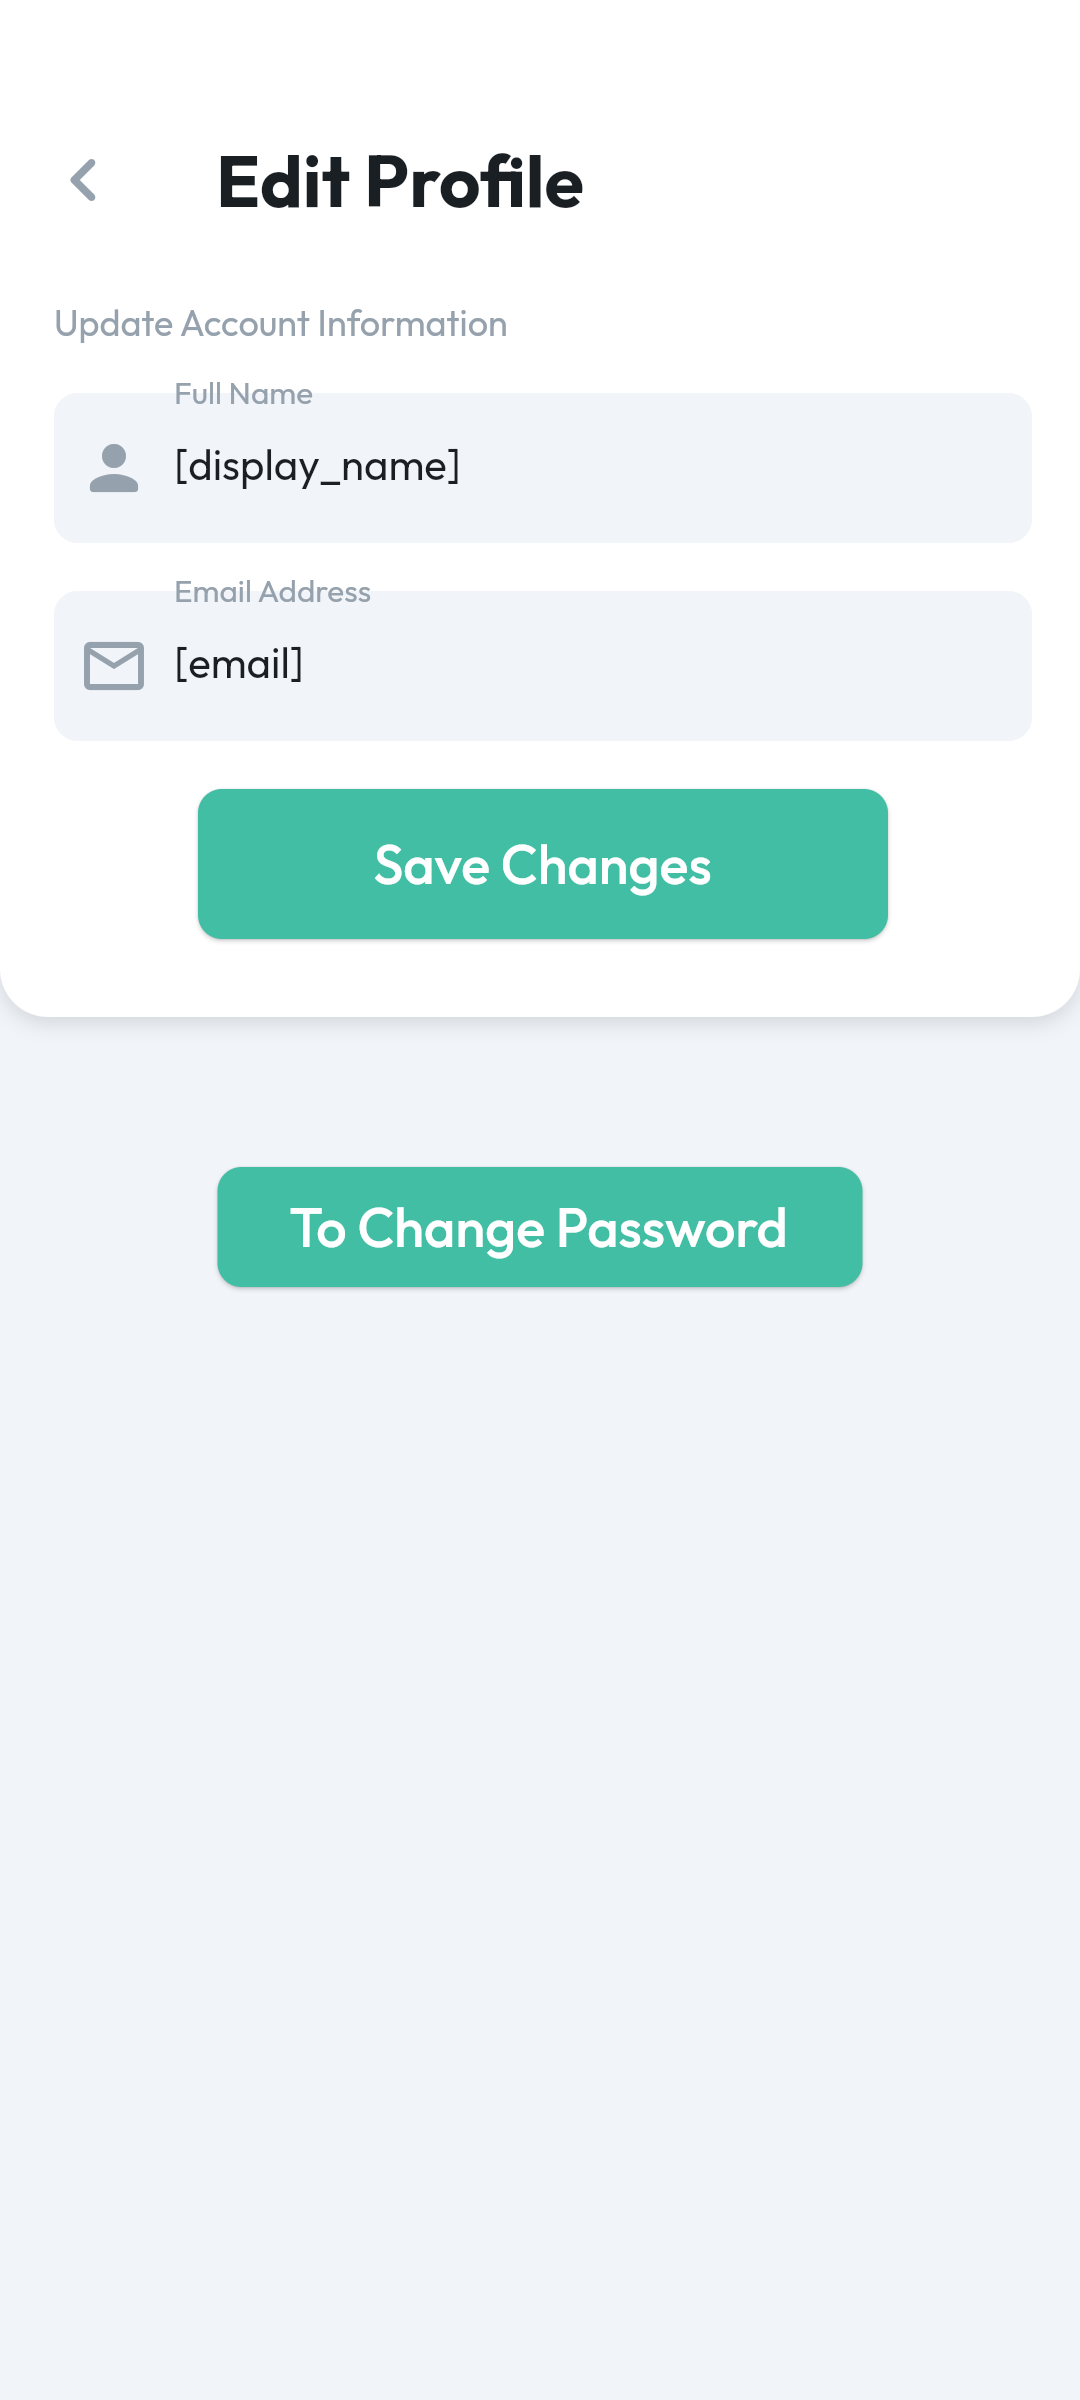 Edit Profile
Update Account Information
Full Name
[display_name]
Email Address
[email]
Save Changes
To Change Password